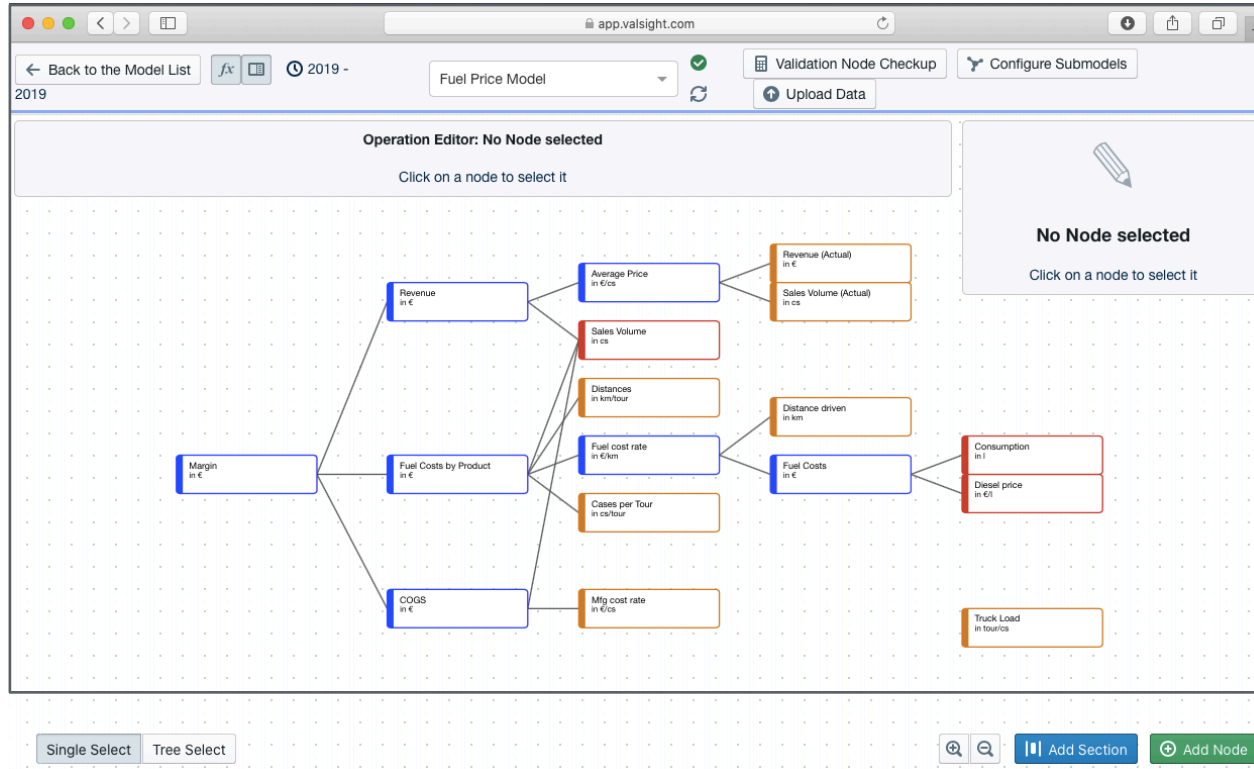 app.valsight.com
Back to the Model List
fx
2019 -
2019
Fuel Price Model
Validation Node Checkup
Configure Submodels
Upload Data
Operation Editor: No Node selected
Click on a node to select it
No Node selected
Click on a node to select it
Revenue (Actual)
in €
Average Price
in €/cs
Revenue
in €
Sales Volume (Actual)
in cs
Sales Volume
in cs
Distances
in km/tour
Distance driven
in km
Fuel cost rate
in €/km
Consumption
in l
Margin
in €
Fuel Costs by Product
in €
Fuel Costs
in €
Diesel price
in €/l
Cases per Tour
in cs/tour
COGS
in €
Mfg cost rate
in €/cs
Truck Load
in tour/cs
Single Select
Tree Select
Add Section
Add Node